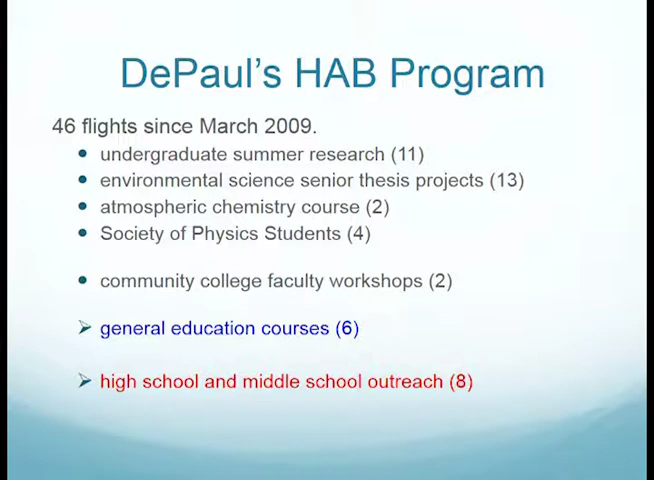 DePaul's HAB Program
46 flights since March 2009.
• undergraduate summer research (11)
• environmental science senior thesis projects (13)
• atmospheric chemistry course (2)
• Society of Physics Students (4)
• community college faculty workshops (2)
➢ general education courses (6)
➢ high school and middle school outreach (8)